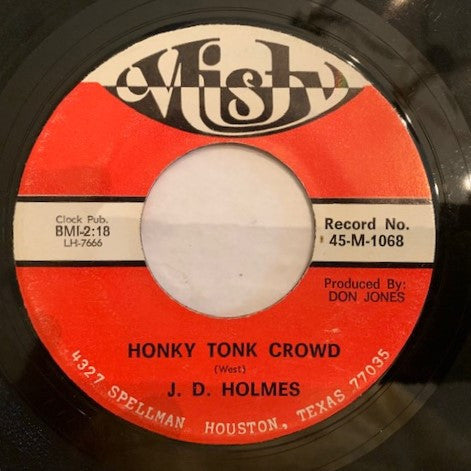 Misty
Clock Pub.
BMI-2:18
LH-7666
Record No.
45-M-1068
Produced By:
DON JONES
HONKY TONK CROWD
(West)
J. D. HOLMES
4327 SPELLMAN HOUSTON, TEXAS 77035